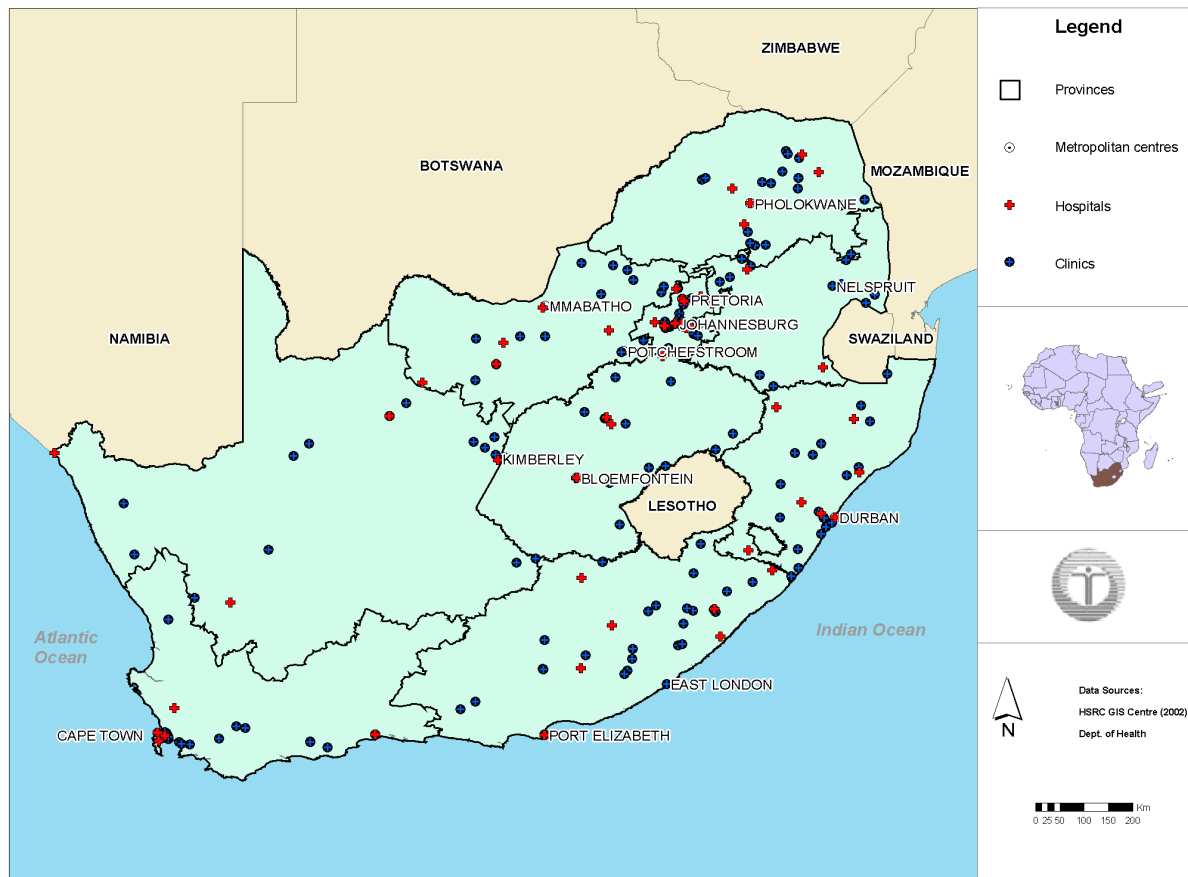 ZIMBABWE
BOTSWANA
MOZAMBIQUE
PHOLOKWANE
NELSPRUIT
PRETORIA
MMABATHO
JOHANNESBURG
NAMIBIA
SWAZILAND
POTCHEFSTROOM
KIMBERLEY
BLOEMFONTEIN
LESOTHO
DURBAN
Atlantic
Ocean
Indian Ocean
EAST LONDON
CAPE TOWN
PORT ELIZABETH
Legend
Provinces
Metropolitan centres
Hospitals
Clinics
N
Data Sources:
HSRC GIS Centre (2002)
Dept. of Health
Km
0 25 50 100 150 200